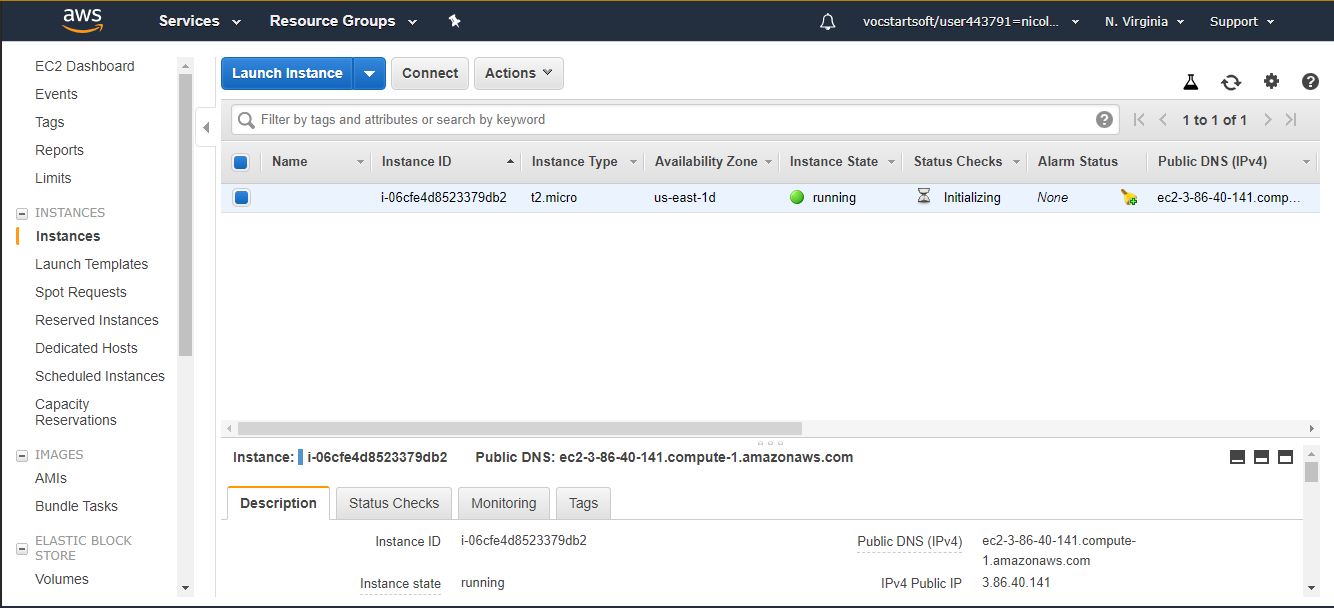 aws Services Resource Groups vocstartsoft/user443791=nicol... N. Virginia Support
EC2 Dashboard
Events
Tags
Reports
Limits
INSTANCES
Instances
Launch Templates
Spot Requests
Reserved Instances
Dedicated Hosts
Scheduled Instances
Capacity
Reservations
IMAGES
AMIs
Bundle Tasks
ELASTIC BLOCK
STORE
Volumes
Launch Instance Connect Actions
Filter by tags and attributes or search by keyword 1 to 1 of 1
Name Instance ID Instance Type Availability Zone Instance State Status Checks Alarm Status Public DNS (IPv4)
i-06cfe4d8523379db2 t2.micro us-east-1d running Initializing None ec2-3-86-40-141.comp...
Instance: i-06cfe4d8523379db2 Public DNS: ec2-3-86-40-141.compute-1.amazonaws.com
Description Status Checks Monitoring Tags
Instance ID i-06cfe4d8523379db2 Public DNS (IPv4) ec2-3-86-40-141.compute-
1.amazonaws.com
Instance state running IPv4 Public IP 3.86.40.141